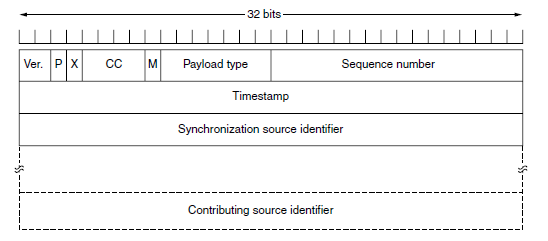 32 bits
Ver. P X CC M Payload type Sequence number
Timestamp
Synchronization source identifier
Contributing source identifier